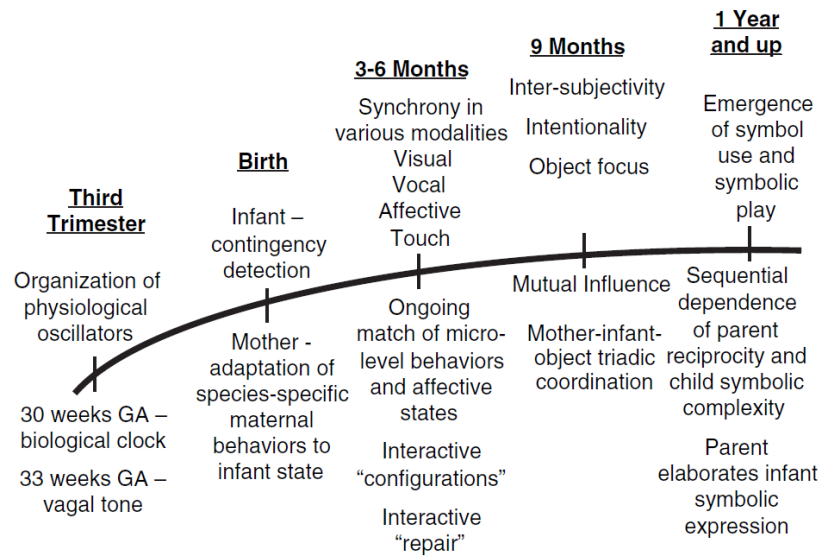 Third
Trimester
Organization of
physiological
oscillators
30 weeks GA –
biological clock
33 weeks GA –
vagal tone
Birth
Infant –
contingency
detection
Mother -
adaptation of
species-specific
maternal
behaviors to
infant state
3-6 Months
Synchrony in
various modalities
Visual
Vocal
Affective
Touch
Ongoing
match of micro-
level behaviors
and affective
states
Interactive
“configurations”
Interactive
“repair”
9 Months
Inter-subjectivity
Intentionality
Object focus
Mutual Influence
Mother-infant-
object triadic
coordination
1 Year
and up
Emergence
of symbol
use and
symbolic
play
Sequential
dependence
of parent
reciprocity and
child symbolic
complexity
Parent
elaborates infant
symbolic
expression